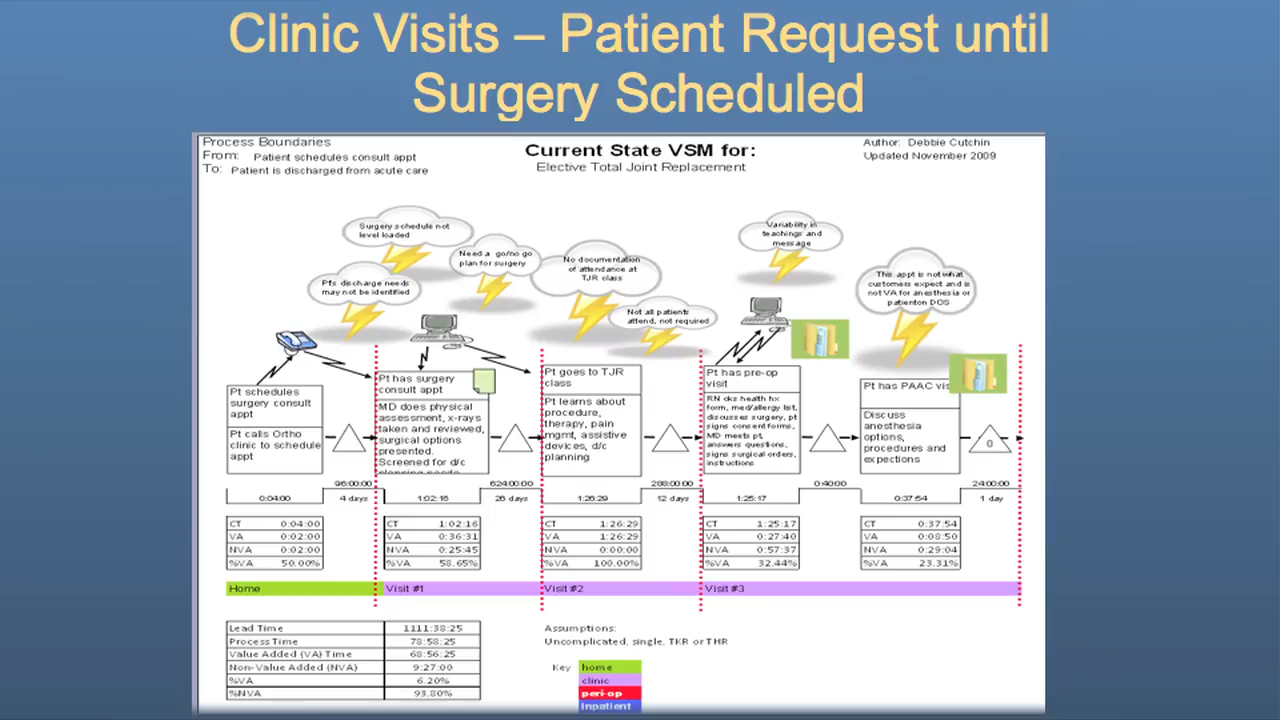 Clinic Visits – Patient Request until
Surgery Scheduled
Process Boundaries
From: Patient schedules consult appt
To: Patient is discharged from acute care
Current State VSM for:
Elective Total Joint Replacement
Author: Debbie Cutchin
Updated November 2009
Surgery schedule not
level loaded
Pts discharge needs
may not be identified
Need a go/no go
plan for surgery
No documentation
of attendance at
TJR class
Not all patients
attend, not required
Variability in
teachings and
message
This appt is not what
customers expect and is
not VA for anesthesia or
patient on DOS
Pt schedules
surgery consult
appt
Pt calls Ortho
clinic to schedule
appt
Pt has surgery
consult appt
MD does physical
assessment, x-rays
taken and reviewed,
surgical options
presented.
Screened for d/c
planning needs
Pt goes to TJR
class
Pt learns about
procedure,
therapy, pain
mgmt, assistive
devices, d/c
planning
Pt has pre-op
visit
RN cks health hx
form, med/allergy list,
discusses surgery, pt
signs consent forms,
MD meets pt,
answers questions,
signs surgical orders,
instructions
Pt has PAAC vis
Discuss
anesthesia
options,
procedures and
expections
0
96:00:00 624:00:00 288:00:00 0:40:00 24:00:00
0:04:00 4 days 1:02:16 26 days 1:26:29 12 days 1:25:17 0:37:54 1 day
CT 0:04:00
VA 0:02:00
NVA 0:02:00
%VA 50.00%
CT 1:02:16
VA 0:36:31
NVA 0:25:45
%VA 58.65%
CT 1:26:29
VA 1:26:29
NVA 0:00:00
%VA 100.00%
CT 1:25:17
VA 0:27:40
NVA 0:57:37
%VA 32.44%
CT 0:37:54
VA 0:08:50
NVA 0:29:04
%VA 23.31%
Home Visit #1 Visit #2 Visit #3
Lead Time 1111:38:25
Process Time 78:58:25
Value Added (VA) Time 68:56:25
Non-Value Added (NVA) 9:27:00
%VA 6.20%
%NVA 93.80%
Assumptions:
Uncomplicated, single, TKR or THR
Key home
clinic
peri-op
inpatient